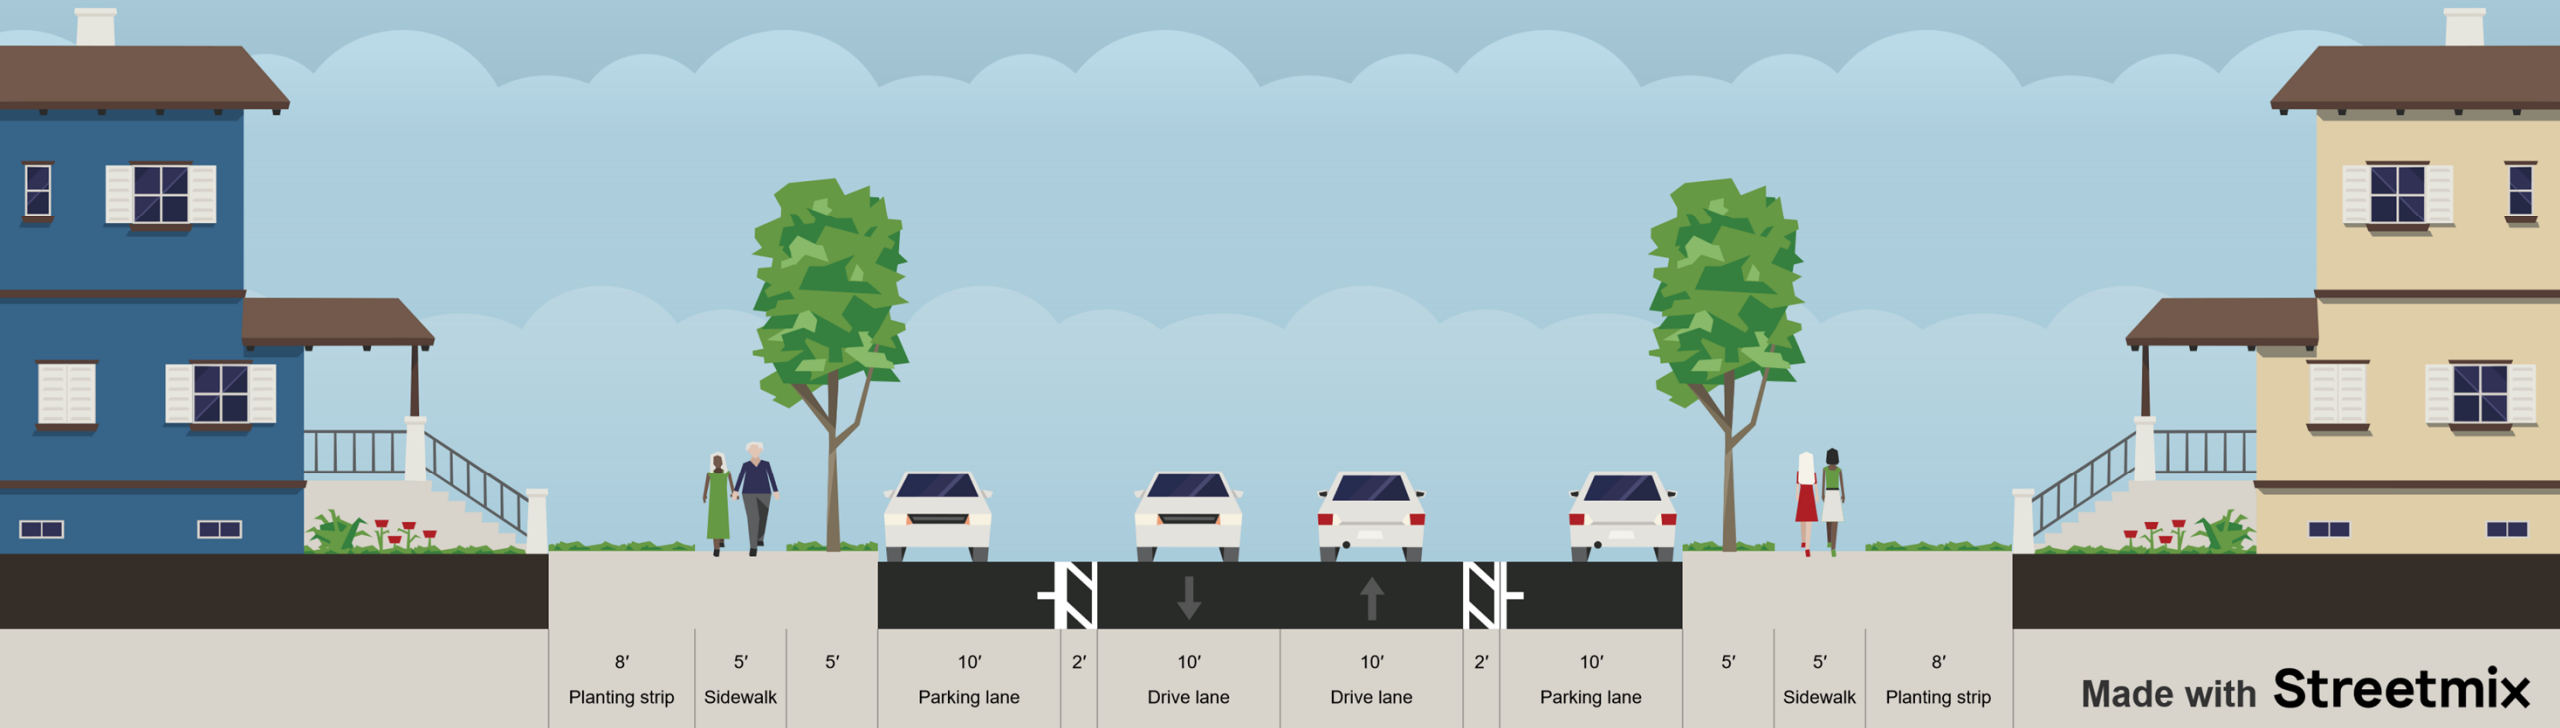 8′ 5′ 5′ 10′ 2′ 10′ 10′ 2′ 10′ 5′ 5′ 8′
Planting strip Sidewalk Parking lane Drive lane Drive lane Parking lane Sidewalk Planting strip
Made with Streetmix